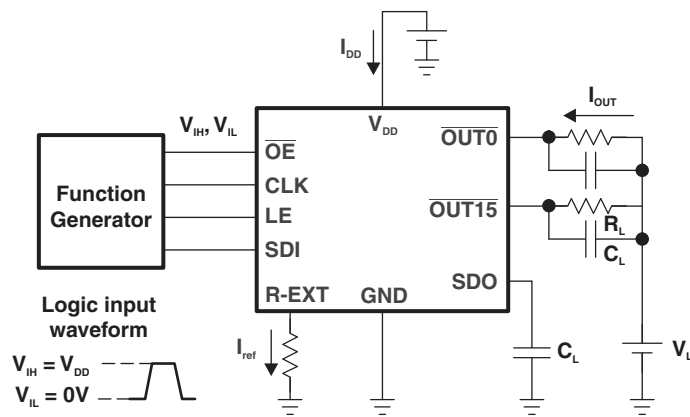 I_DD
V_IH, V_IL
V_DD
I_OUT
Function
Generator
OE
CLK
LE
SDI
R-EXT
GND
OUT0
OUT15
SDO
R_L
C_L
C_L
V_L
I_ref
Logic input
waveform
V_IH = V_DD
V_IL = 0V